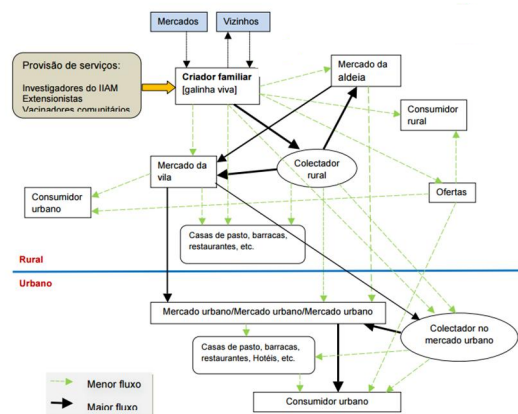 Mercados
Vizinhos
Provisão de serviços:
Investigadores do IIAM
Extensionistas
Vacinadores comunitários
Criador familiar
[galinha viva]
Mercado da
aldeia
Consumidor
rural
Colectador
rural
Mercado da
vila
Consumidor
urbano
Ofertas
Casas de pasto, barracas,
restaurantes, etc.
Rural
Urbano
Mercado urbano/Mercado urbano/Mercado urbano
Colectador no
mercado urbano
Casas de pasto, barracas,
restaurantes, Hotéis, etc.
Consumidor urbano
Menor fluxo
Maior fluxo